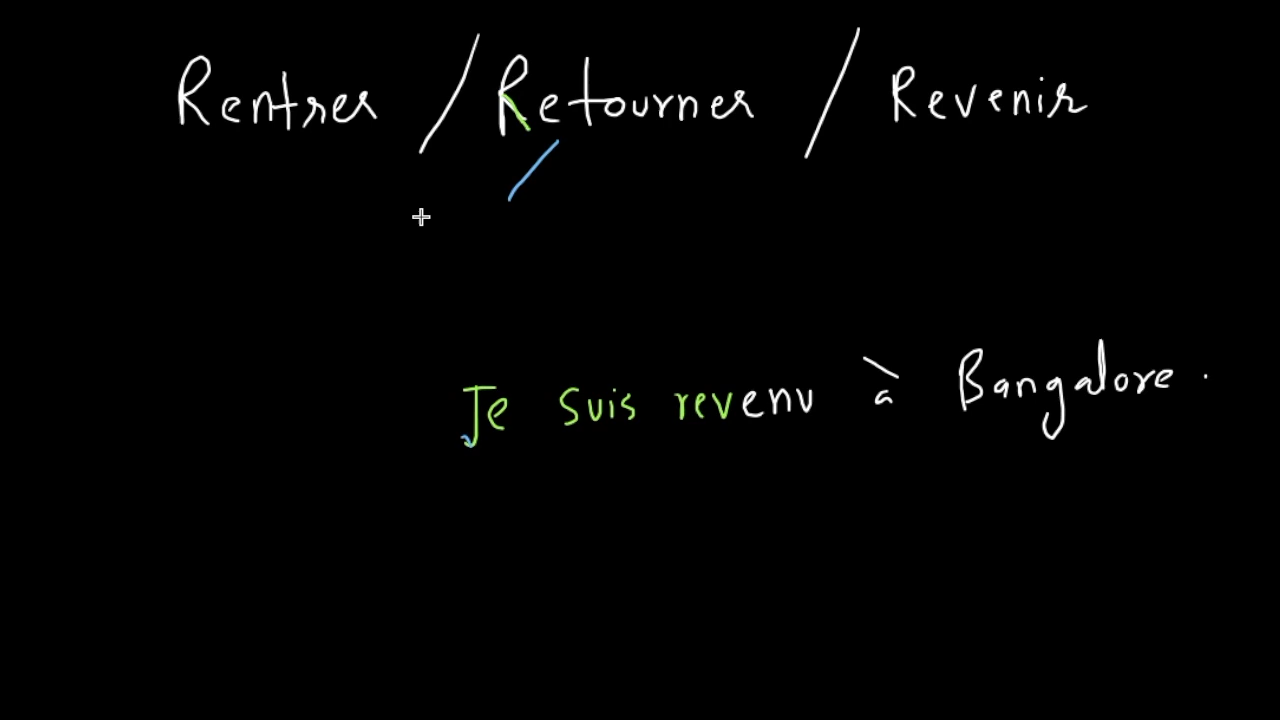 Rentrer / Retourner / Revenir
Je suis revenu à Bangalore.